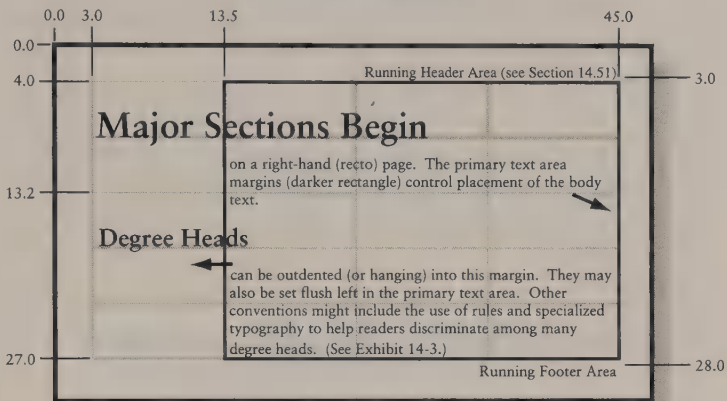 0.0 3.0 13.5 45.0
0.0
4.0
Running Header Area (see Section 14.51)
3.0
Major Sections Begin
on a right-hand (recto) page. The primary text area
margins (darker rectangle) control placement of the body
text.
13.2
Degree Heads
can be outdented (or hanging) into this margin. They may
also be set flush left in the primary text area. Other
conventions might include the use of rules and specialized
typography to help readers discriminate among many
degree heads. (See Exhibit 14-3.)
27.0
28.0
Running Footer Area